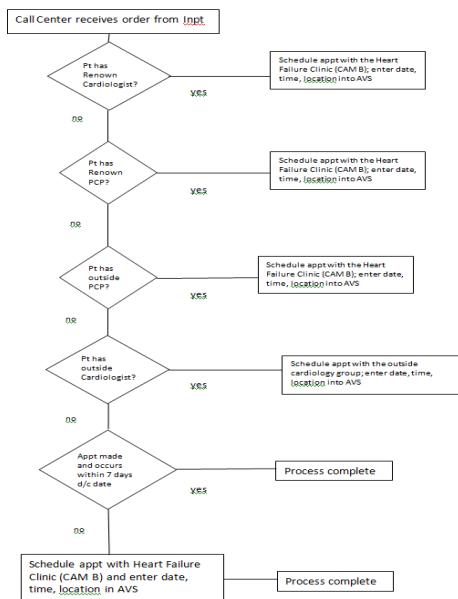 Call Center receives order from Inpt
Pt has
Renown
Cardiologist?
yes
Schedule appt with the Heart
Failure Clinic (CAM B); enter date,
time, location into AVS
no
Pt has
Renown
PCP?
yes
Schedule appt with the Heart
Failure Clinic (CAM B); enter date,
time, location into AVS
no
Pt has
outside
PCP?
yes
Schedule appt with the Heart
Failure Clinic (CAM B); enter date,
time, location into AVS
no
Pt has
outside
Cardiologist?
yes
Schedule appt with the outside
cardiology group; enter date, time,
location into AVS
no
Appt made
and occurs
within 7 days
d/c date
yes
Process complete
no
Schedule appt with Heart Failure
Clinic (CAM B) and enter date,
time, location in AVS
Process complete